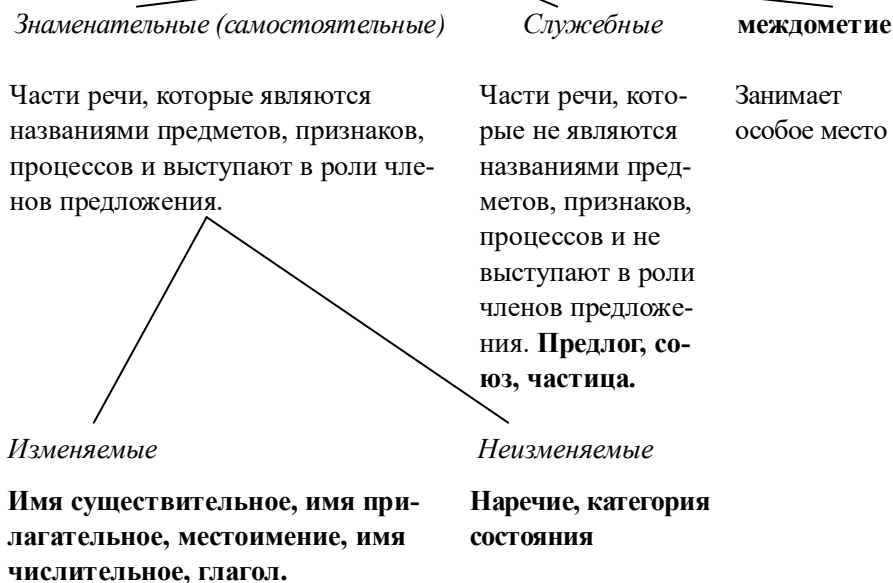 Знаменательные (самостоятельные)
Служебные
междометие
Части речи, которые являются
названиями предметов, признаков,
процессов и выступают в роли чле-
нов предложения.
Части речи, кото-
рые не являются
названиями пред-
метов, признаков,
процессов и не
выступают в роли
членов предложе-
ния. Предлог, со-
юз, частица.
Занимает
особое место
Изменяемые
Неизменяемые
Имя существительное, имя при-
лагательное, местоимение, имя
числительное, глагол.
Наречие, категория
состояния